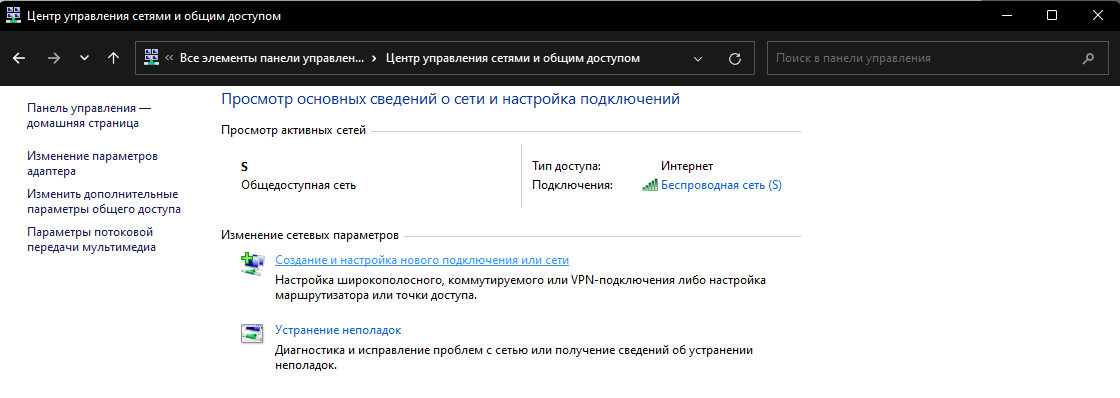 Центр управления сетями и общим доступом
« Все элементы панели управлен... > Центр управления сетями и общим доступом
Поиск в панели управления
Панель управления —
домашняя страница
Изменение параметров
адаптера
Изменить дополнительные
параметры общего доступа
Параметры потоковой
передачи мультимедиа
Просмотр основных сведений о сети и настройка подключений
Просмотр активных сетей
S
Общедоступная сеть
Тип доступа: Интернет
Подключения: Беспроводная сеть (S)
Изменение сетевых параметров
Создание и настройка нового подключения или сети
Настройка широкополосного, коммутируемого или VPN-подключения либо настройка
маршрутизатора или точки доступа.
Устранение неполадок
Диагностика и исправление проблем с сетью или получение сведений об устранении
неполадок.